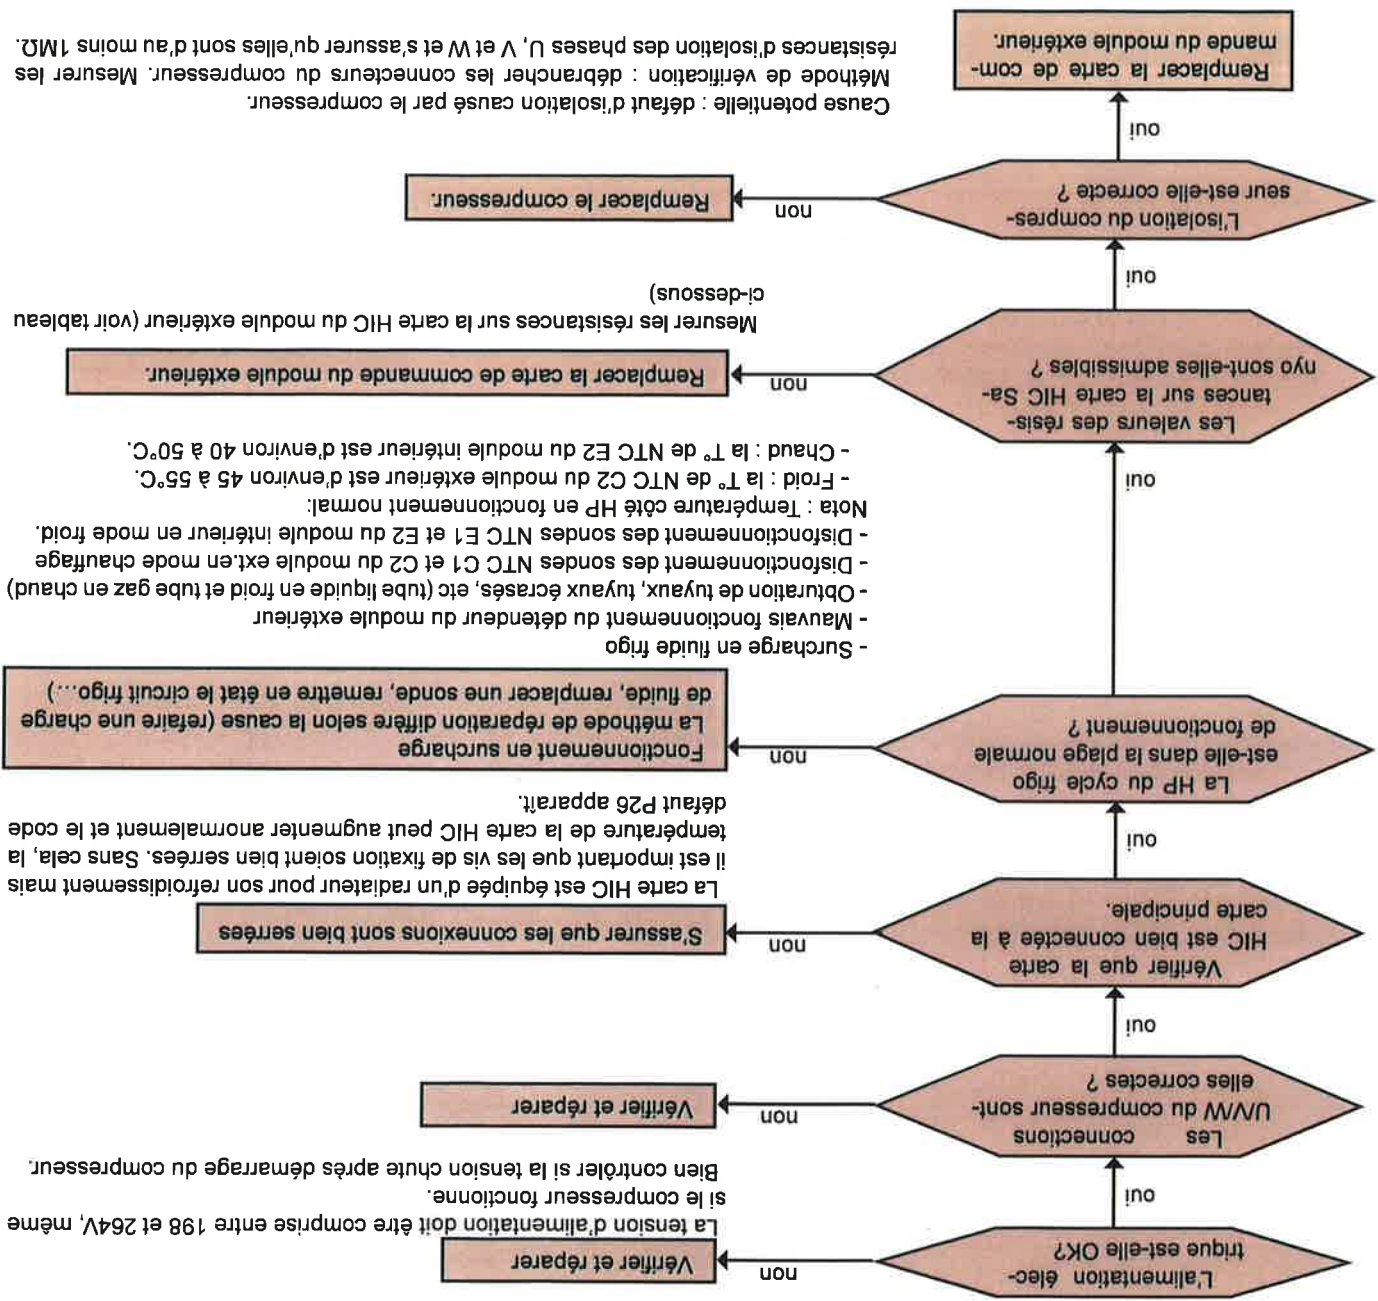 L'alimentation élec-
trique est-elle OK?
non
Vérifier et réparer
La tension d'alimentation doit être comprise entre 198 et 264V, même
si le compresseur fonctionne.
Bien contrôler si la tension chute après démarrage du compresseur.
oui
Les connections
U/V/W du compresseur sont-
elles correctes ?
non
Vérifier et réparer
oui
Vérifier que la carte
HIC est bien connectée à la
carte principale.
non
S'assurer que les connexions sont bien serrées
La carte HIC est équipée d'un radiateur pour son refroidissement mais
il est important que les vis de fixation soient bien serrées. Sans cela, la
température de la carte HIC peut augmenter anormalement et le code
défaut P26 apparaît.
oui
La HP du cycle frigo
est-elle dans la plage normale
de fonctionnement ?
non
Fonctionnement en surcharge
La méthode de réparation diffère selon la cause (refaire une charge
de fluide, remplacer une sonde, remettre en état le circuit frigo...)
- Surcharge en fluide frigo
- Mauvais fonctionnement du détendeur du module extérieur
- Obturation de tuyaux, tuyaux écrasés, etc (tube liquide en froid et tube gaz en chaud)
- Disfonctionnement des sondes NTC C1 et C2 du module ext.en mode chauffage
- Disfonctionnement des sondes NTC E1 et E2 du module intérieur en mode froid.
Nota : Température côté HP en fonctionnement normal:
- Froid : la T° de NTC C2 du module extérieur est d'environ 45 à 55°C.
- Chaud : la T° de NTC E2 du module intérieur est d'environ 40 à 50°C.
oui
Les valeurs des résis-
tances sur la carte HIC Sa-
nyo sont-elles admissibles ?
non
Remplacer la carte de commande du module extérieur.
Mesurer les résistances sur la carte HIC du module extérieur (voir tableau
ci-dessous)
oui
L'isolation du compres-
seur est-elle correcte ?
non
Remplacer le compresseur.
Cause potentielle : défaut d'isolation causé par le compresseur.
Méthode de vérification : débrancher les connecteurs du compresseur. Mesurer les
résistances d'isolation des phases U, V et W et s'assurer qu'elles sont d'au moins 1MΩ.
oui
Remplacer la carte de com-
mande du module extérieur.